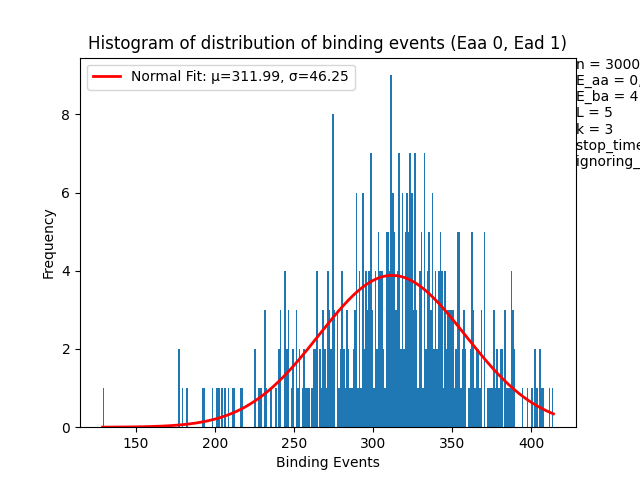 Histogram of distribution of binding events (Eaa 0, Ead 1)
Normal Fit: μ=311.99, σ=46.25
n = 3000
E_aa = 0,
E_ba = 4
L = 5
k = 3
stop_time
ignoring_
Frequency
8
6
4
2
0
150 200 250 300 350 400
Binding Events